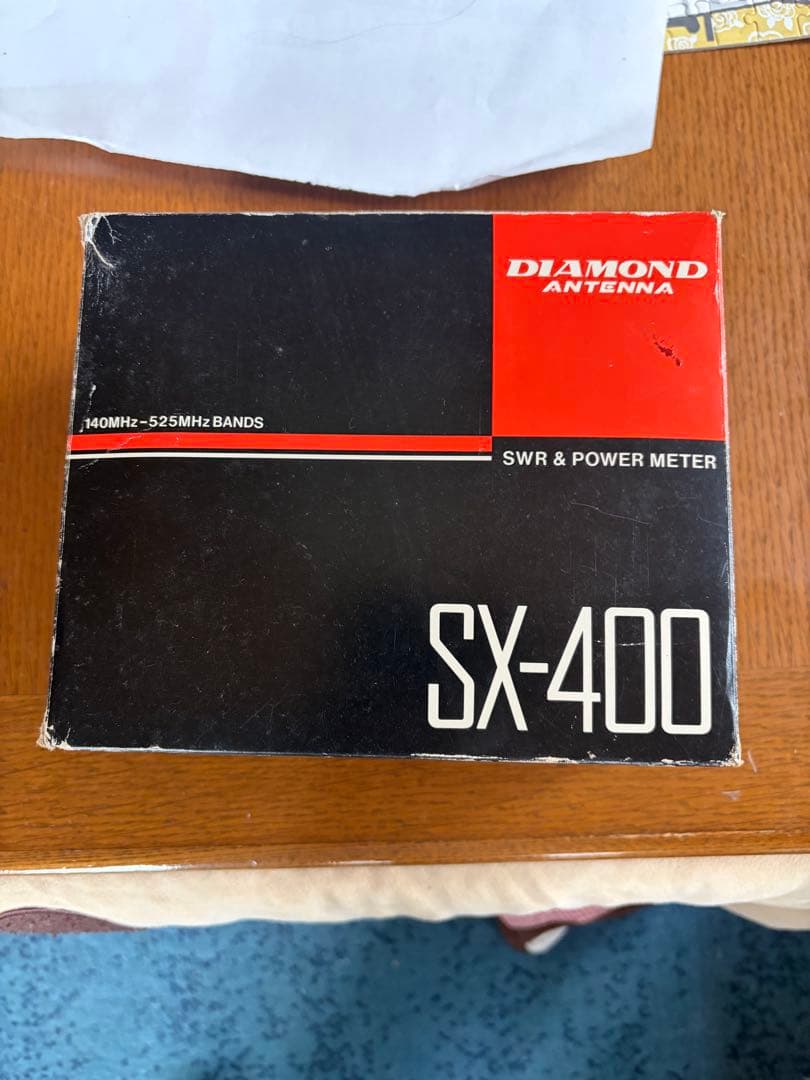 DIAMOND
ANTENNA
140MHz-525MHz BANDS
SWR & POWER METER
SX-400